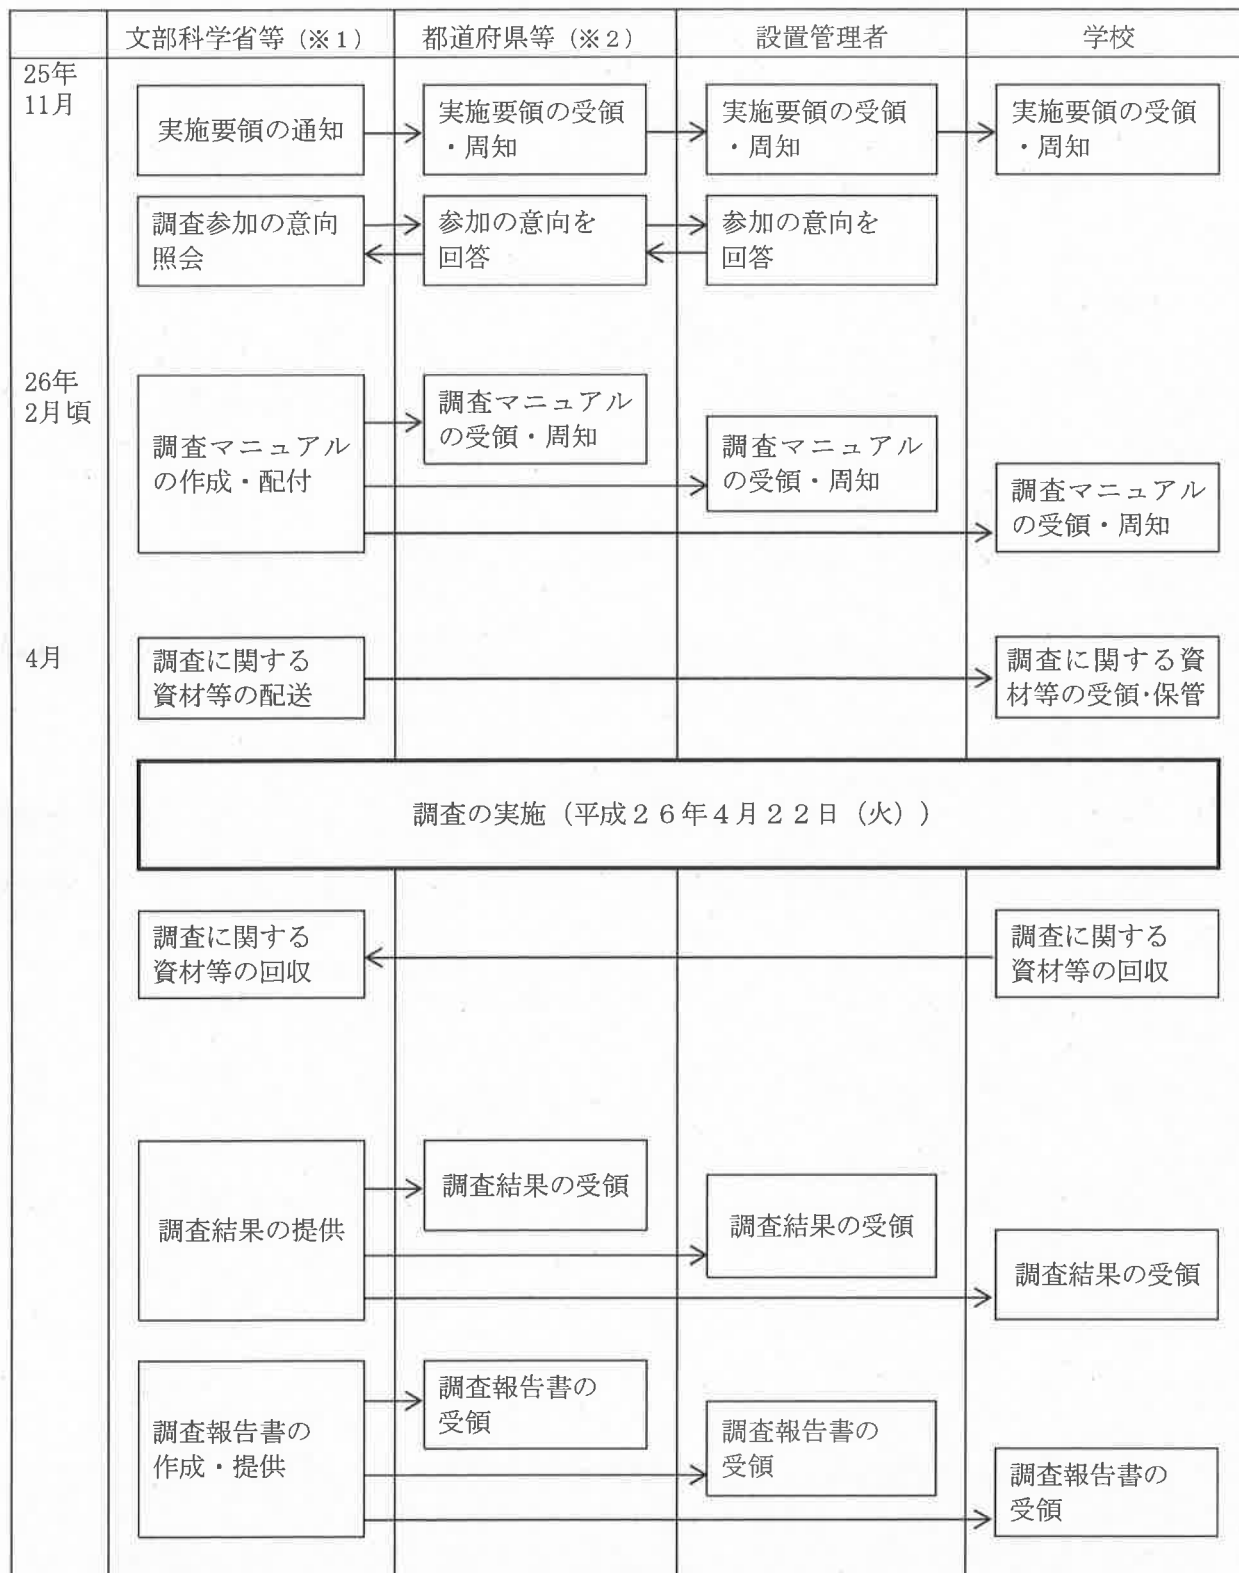 文部科学省等（※１）
都道府県等（※２）
設置管理者
学校
25年
11月
実施要領の通知
実施要領の受領
・周知
実施要領の受領
・周知
実施要領の受領
・周知
調査参加の意向
照会
参加の意向を
回答
参加の意向を
回答
26年
2月頃
調査マニュアル
の作成・配付
調査マニュアル
の受領・周知
調査マニュアル
の受領・周知
調査マニュアル
の受領・周知
4月
調査に関する
資材等の配送
調査に関する資
材等の受領・保管
調査の実施（平成２６年４月２２日（火））
調査に関する
資材等の回収
調査に関する
資材等の回収
調査結果の提供
調査結果の受領
調査結果の受領
調査結果の受領
調査報告書の
作成・提供
調査報告書の
受領
調査報告書の
受領
調査報告書の
受領